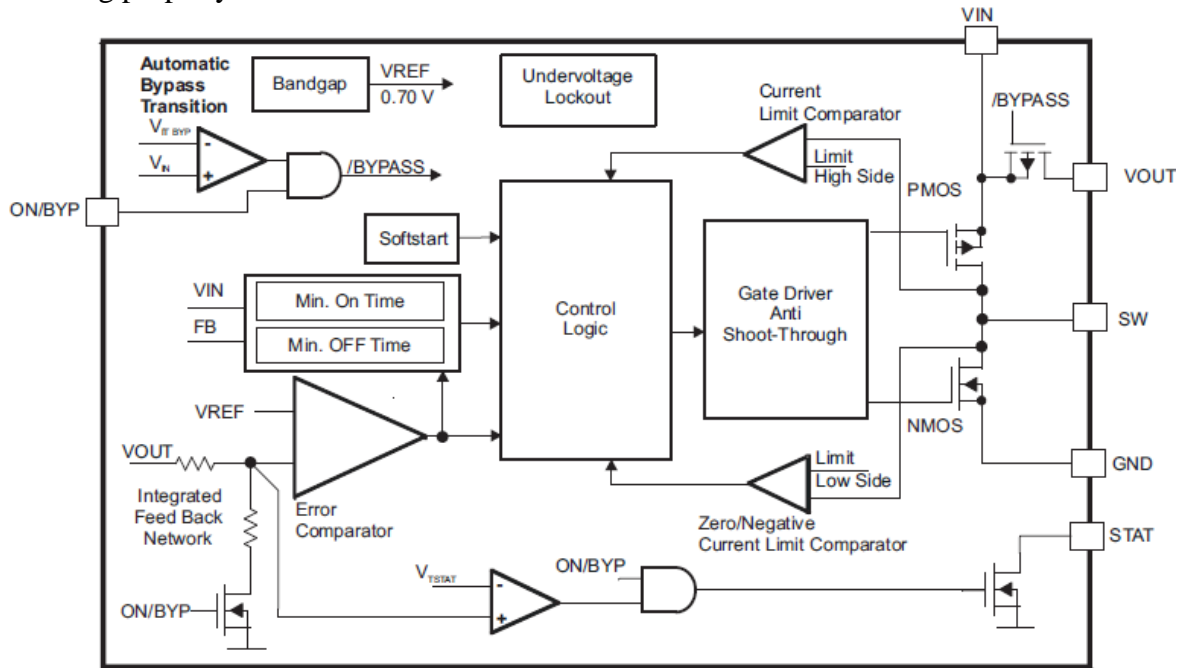 VIN
Automatic
Bypass
Transition
Bandgap
VREF
0.70 V
Undervoltage
Lockout
Current
Limit Comparator
/BYPASS
V
-
V IN
+
/BYPASS
Limit
High Side
PMOS
VOUT
ON/BYP
Softstart
VIN
Min. On Time
FB
Min. OFF Time
Control
Logic
Gate Driver
Anti
Shoot-Through
SW
VREF
NMOS
VOUT
Limit
Low Side
GND
Integrated
Feed Back
Network
Error
Comparator
Zero/Negative
Current Limit Comparator
STAT
V TSTAT
-
ON/BYP
+
ON/BYP